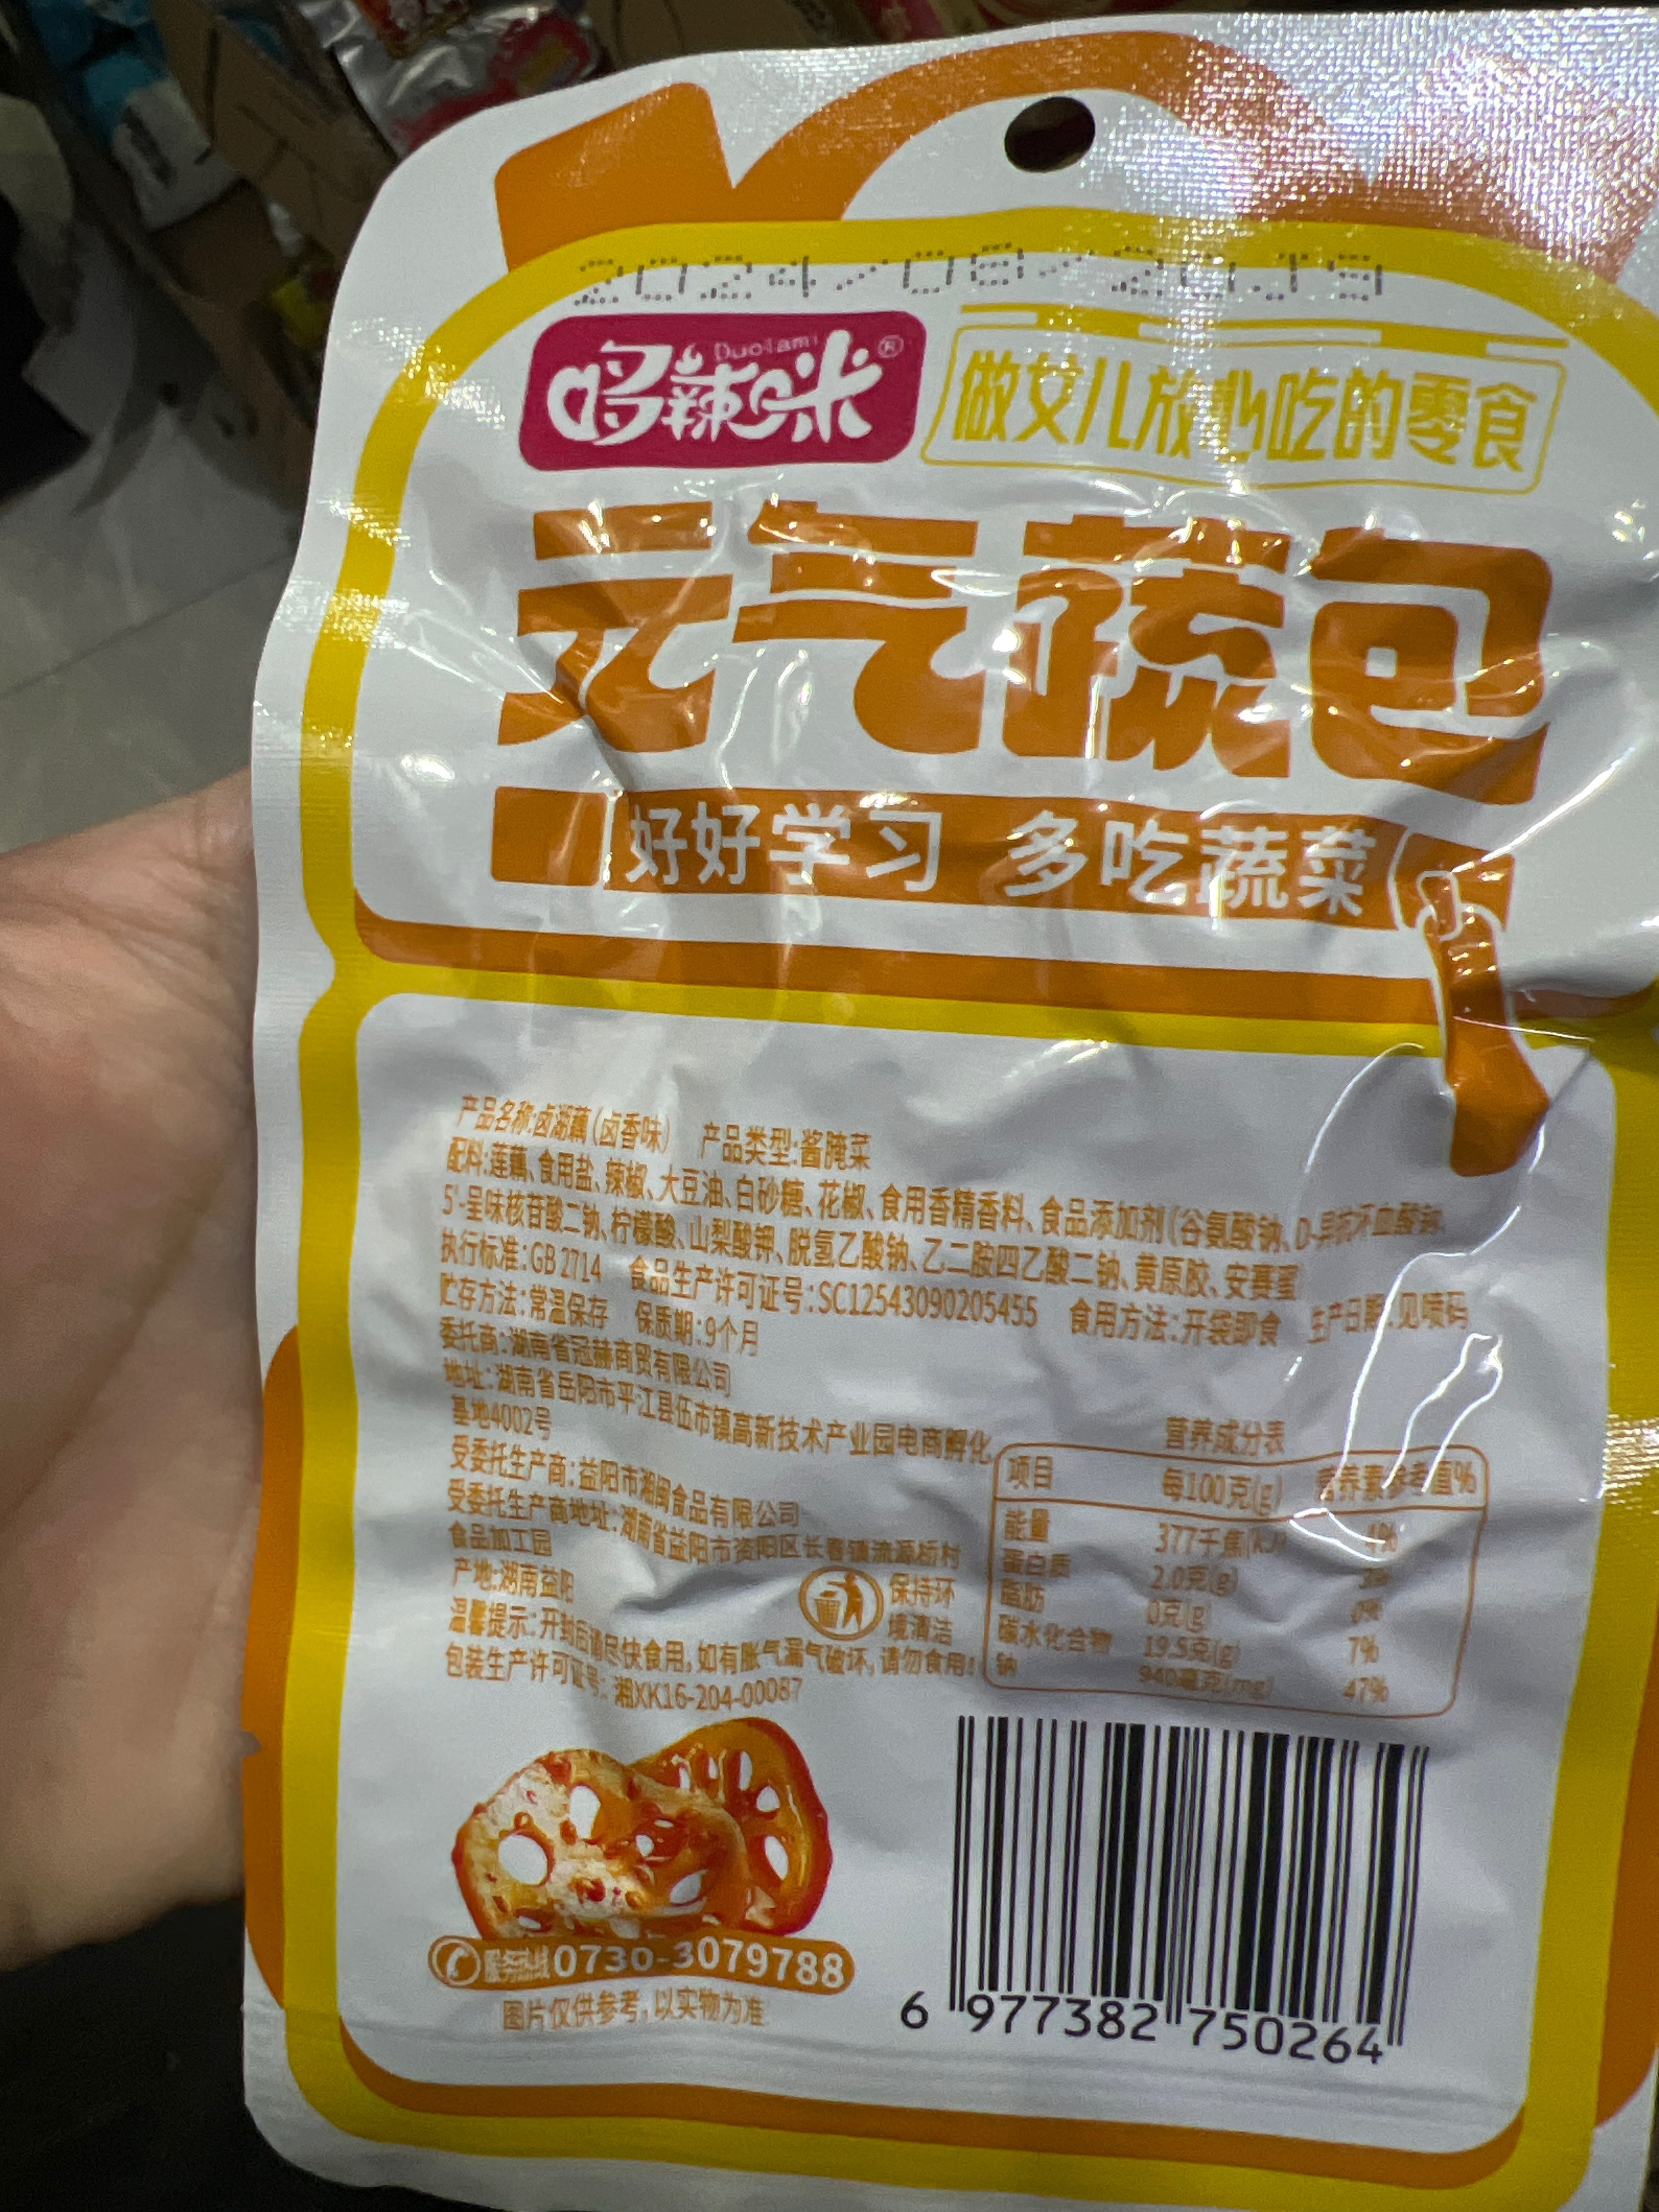 Duolami
哆辣咪®
做女儿放心吃的零食
元气蔬包
好好学习 多吃蔬菜
产品名称:卤湖藕(卤香味) 产品类型:酱腌菜
配料:莲藕、食用盐、辣椒、大豆油、白砂糖、花椒、食用香精香料、食品添加剂(谷氨酸钠、D-异抗坏血酸钠、
5'-呈味核苷酸二钠、柠檬酸、山梨酸钾、脱氢乙酸钠、乙二胺四乙酸二钠、黄原胶、安赛蜜
执行标准:GB 2714 食品生产许可证号:SC12543090205455 食用方法:开袋即食 生产日期:见喷码
贮存方法:常温保存 保质期:9个月
委托商:湖南省冠赫商贸有限公司
地址:湖南省岳阳市平江县伍市镇高新技术产业园电商孵化
基地4002号
受委托生产商:益阳市湘闽食品有限公司
受委托生产商地址:湖南省益阳市资阳区长春镇流源桥村
食品加工园
产地:湖南益阳
保持环
境清洁
温馨提示:开封后请尽快食用,如有胀气漏气破坏,请勿食用!
包装生产许可证号:湘XK16-204-00087
营养成分表
项目 每100克(g) 营养素参考值%
能量 377千焦(kJ) 4%
蛋白质 2.0克(g) 3%
脂肪 0克(g) 0%
碳水化合物 19.5克(g) 7%
钠 940毫克(mg) 47%
服务热线0730-3079788
图片仅供参考,以实物为准
6 977382 750264